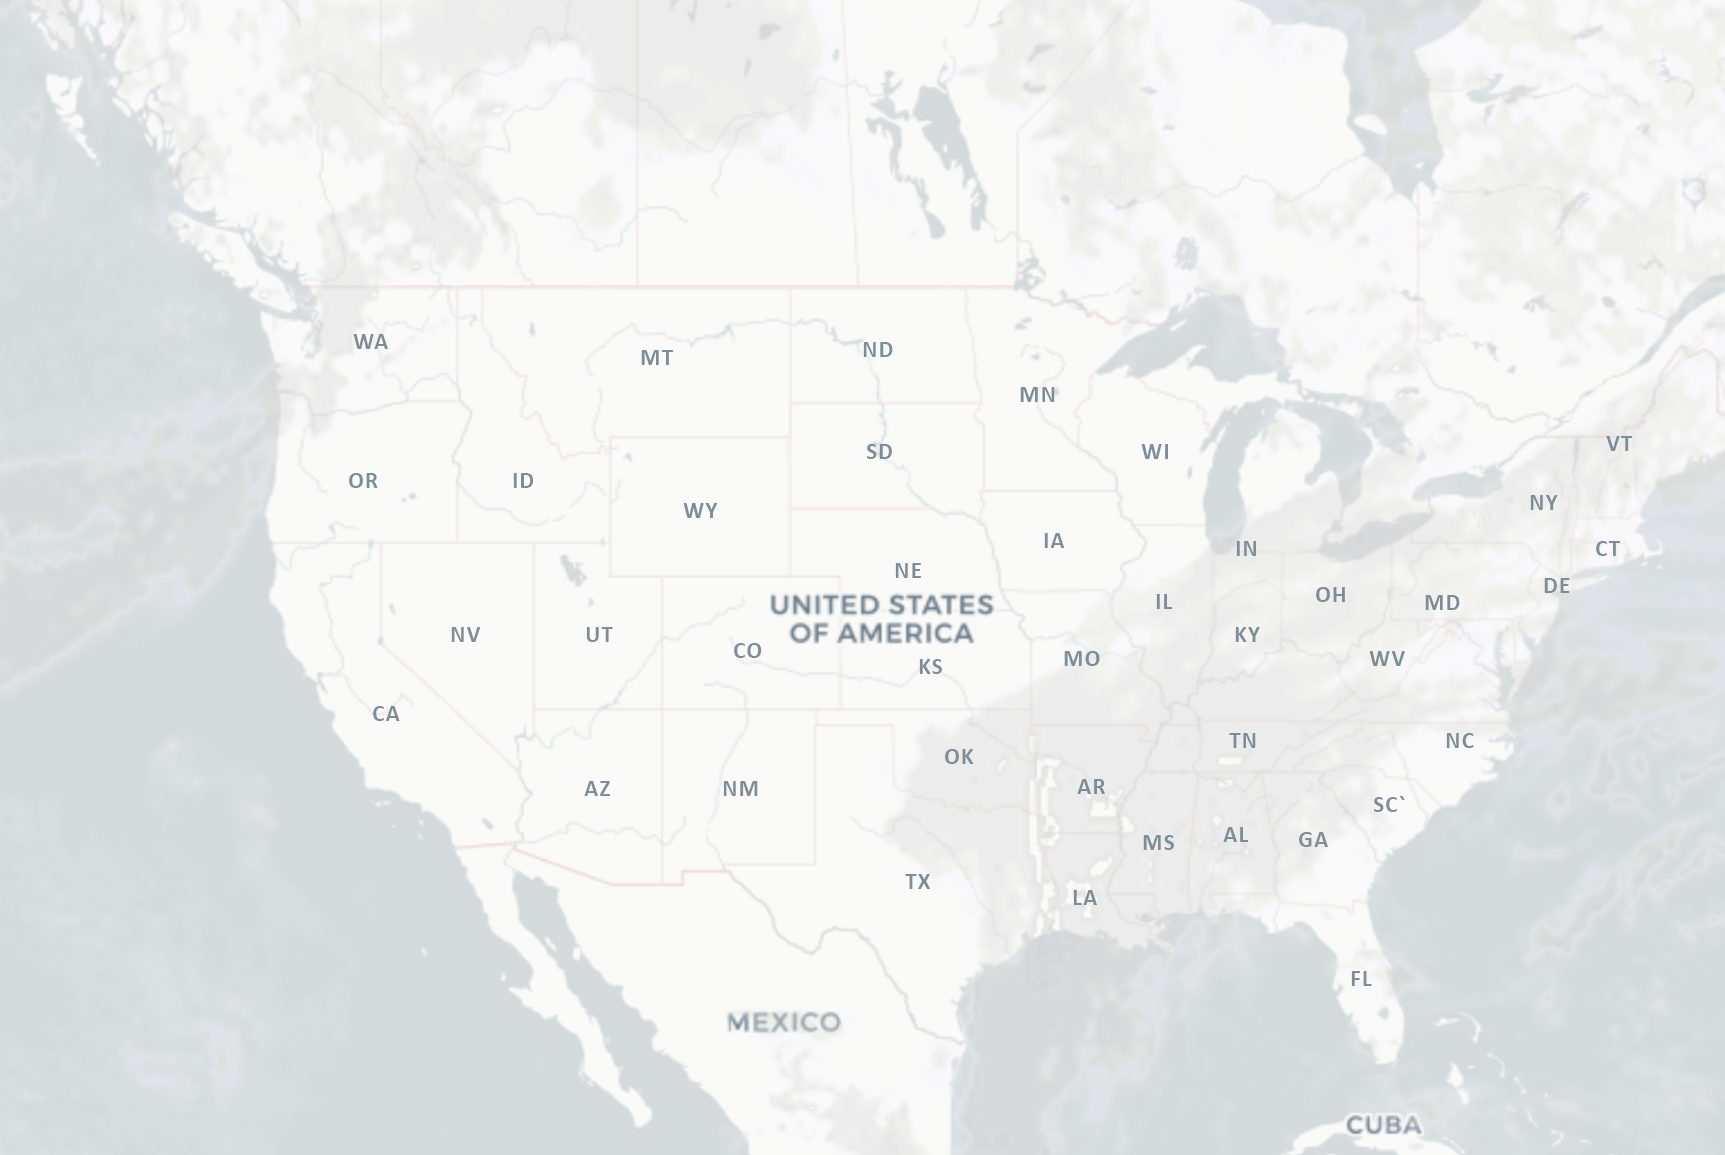 WA
MT
ND
MN
VT
OR
ID
SD
WI
NY
WY
IA
IN
CT
NE
DE
UNITED STATES
OF AMERICA
IL
OH
MD
NV
UT
CO
KS
MO
KY
WV
CA
AZ
NM
OK
AR
TN
NC
SC`
TX
LA
MS
AL
GA
FL
MEXICO
CUBA